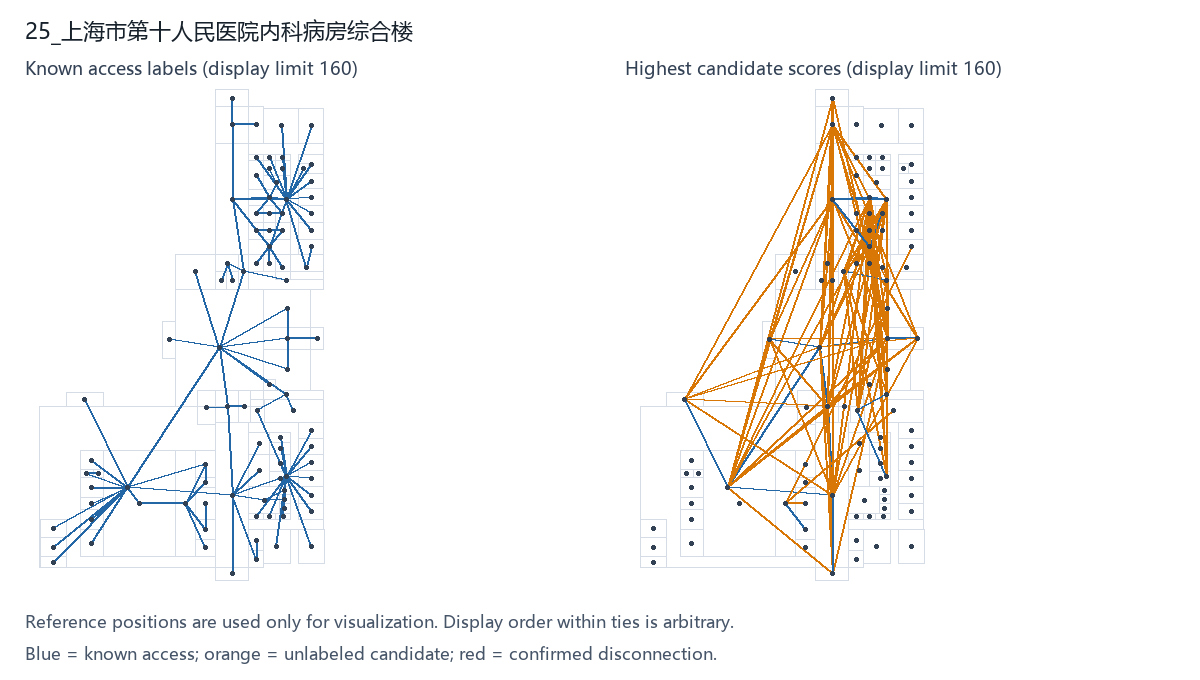 25_上海市第十人民医院内科病房综合楼
Known access labels (display limit 160)
Highest candidate scores (display limit 160)
Reference positions are used only for visualization. Display order within ties is arbitrary.
Blue = known access; orange = unlabeled candidate; red = confirmed disconnection.